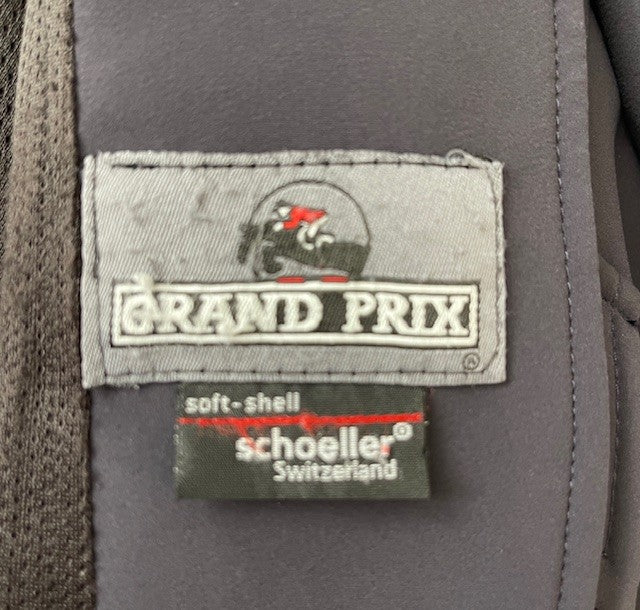 GRAND PRIX
®
soft-shell
schoeller®
Switzerland